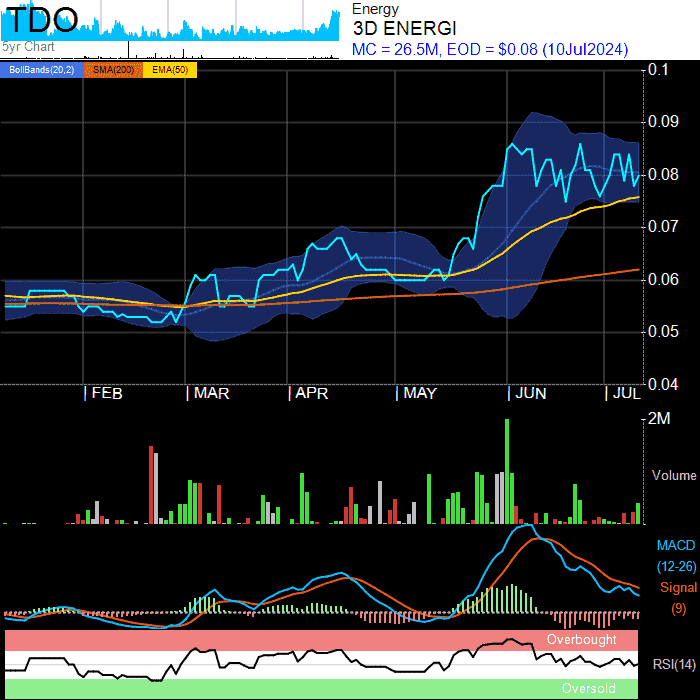 TDO
5yr Chart
Energy
3D ENERGI
MC = 26.5M, EOD = $0.08 (10Jul2024)
BollBands(20,2) SMA(200) EMA(50)
0.1
0.09
0.08
0.07
0.06
0.05
0.04
FEB MAR APR MAY JUN JUL
2M
Volume
MACD
(12-26)
Signal
(9)
Overbought
RSI(14)
Oversold